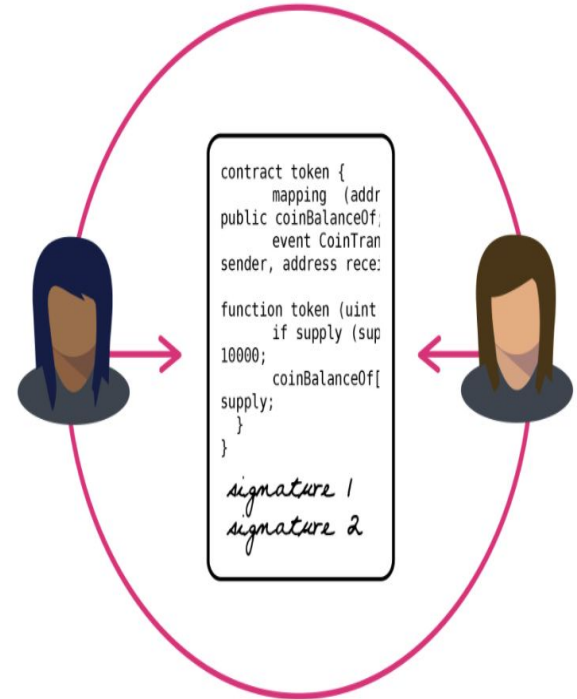 contract token {
mapping (addr
public coinBalanceOf;
event CoinTran
sender, address recei
function token (uint
if supply (sup
10000;
coinBalanceOf[
supply;
}
}
signature 1
signature 2